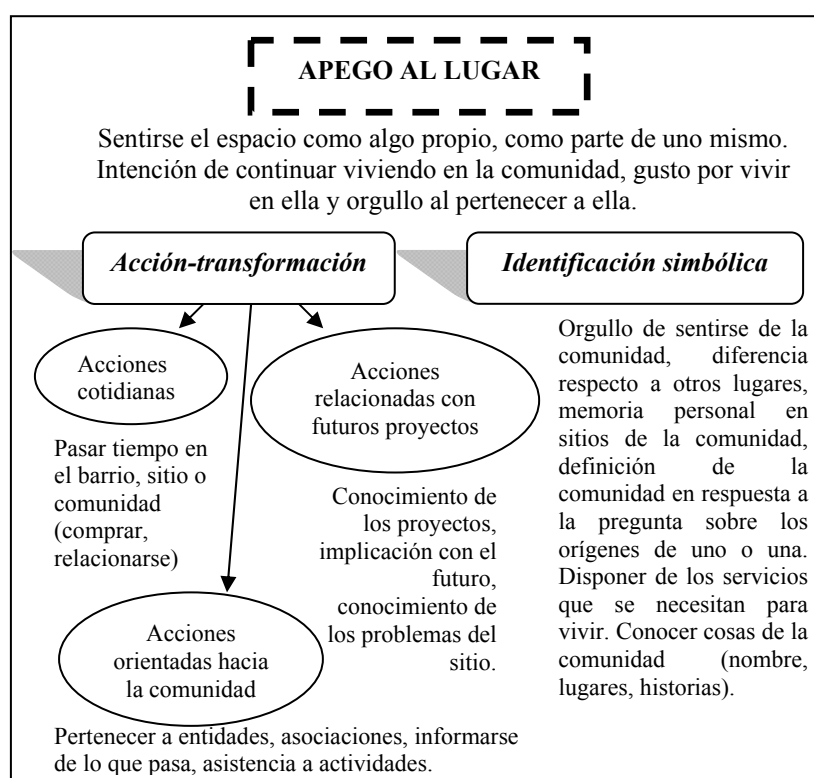 APEGO AL LUGAR
Sentirse el espacio como algo propio, como parte de uno mismo.
Intención de continuar viviendo en la comunidad, gusto por vivir
en ella y orgullo al pertenecer a ella.
Acción-transformación
Identificación simbólica
Acciones
cotidianas
Pasar tiempo en
el barrio, sitio o
comunidad
(comprar,
relacionarse)
Acciones
relacionadas con
futuros proyectos
Conocimiento de
los proyectos,
implicación con el
futuro,
conocimiento de
los problemas del
sitio.
Acciones
orientadas hacia
la comunidad
Pertenecer a entidades, asociaciones, informarse
de lo que pasa, asistencia a actividades.
Orgullo de sentirse de la
comunidad, diferencia
respecto a otros lugares,
memoria personal en
sitios de la comunidad,
definición de la
comunidad en respuesta a
la pregunta sobre los
orígenes de uno o una.
Disponer de los servicios
que se necesitan para
vivir. Conocer cosas de la
comunidad (nombre,
lugares, historias).